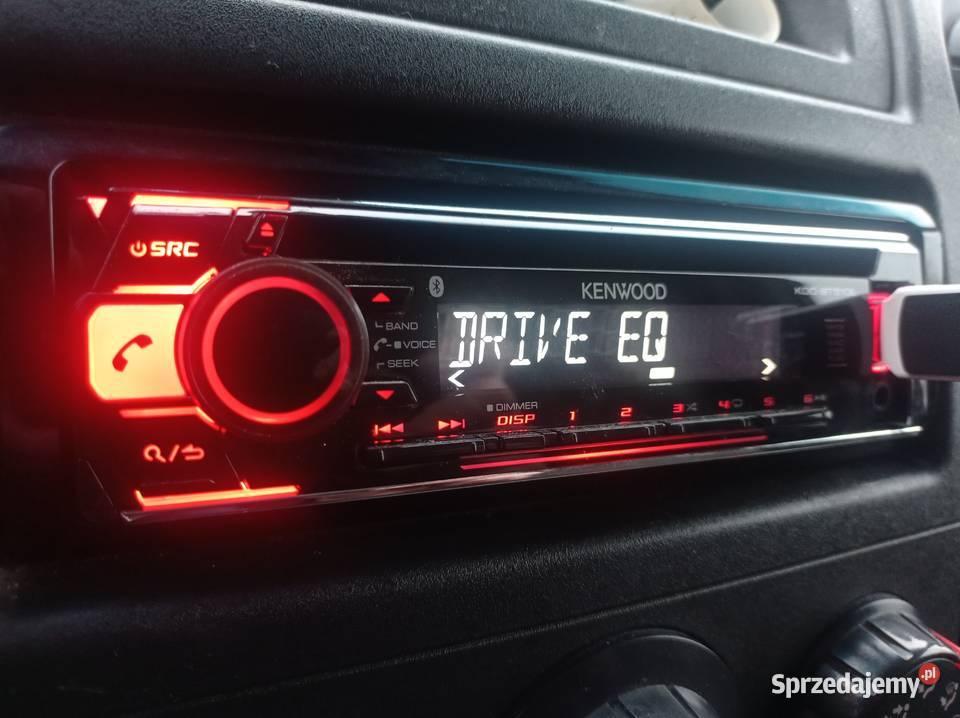 SRC
KENWOOD
BAND
VOICE
SEEK
DRIVE EQ
< >
DIMMER
DISP 1 2 3 4 5 6
Sprzedajemy.pl